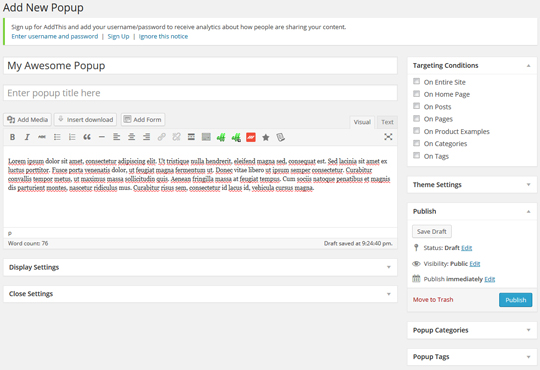 Add New Popup
Sign up for AddThis and add your username/password to receive analytics about how people are sharing your content.
Enter username and password | Sign Up | Ignore this notice
My Awesome Popup
Enter popup title here
Add Media Insert download Add Form
Visual Text
B I ABC
Lorem ipsum dolor sit amet, consectetur adipiscing elit. Ut tristique nulla hendrerit, eleifend magna sed, consequat est. Sed lacinia sit amet ex
luctus porttitor. Fusce porta venenatis dolor, ut feugiat magna fermentum ut. Donec vitae libero ut ipsum semper consectetur. Curabitur
convallis tempor metus, ut maximus massa sollicitudin quis. Aenean fringilla massa at feugiat tempus. Cum sociis natoque penatibus et magnis
dis parturient montes, nascetur ridiculus mus. Curabitur risus sem, consectetur id lacus id, vehicula cursus magna.
p
Word count: 76 Draft saved at 9:24:40 pm.
Display Settings
Close Settings
Targeting Conditions
On Entire Site
On Home Page
On Posts
On Pages
On Product Examples
On Categories
On Tags
Theme Settings
Publish
Save Draft
Status: Draft Edit
Visibility: Public Edit
Publish immediately Edit
Move to Trash Publish
Popup Categories
Popup Tags